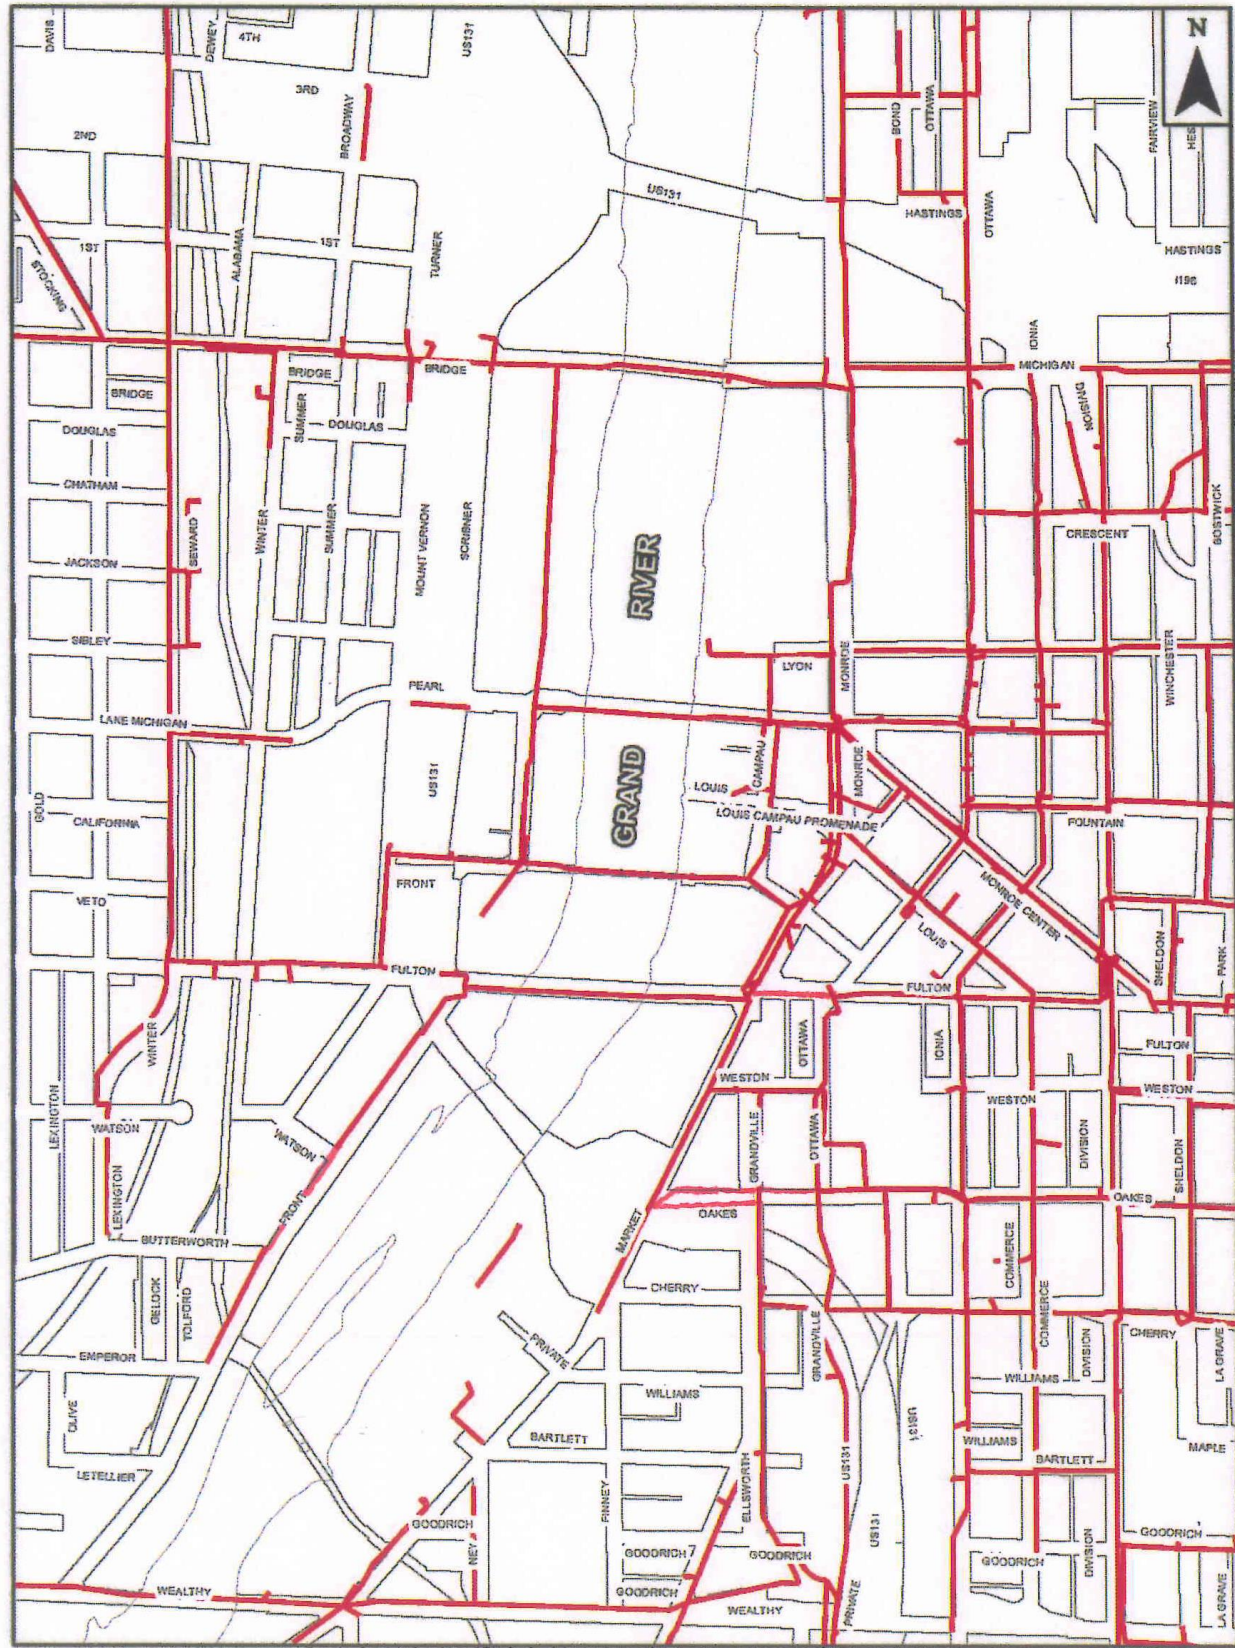 DAVIS
DEWEY
4TH
US131
N
3RD
BROADWAY
2ND
BOND
OTTAWA
FAIRVIEW
HES
US131
HASTINGS
OTTAWA
1ST
STOCKING
ALABAMA
1ST
TURNER
HASTINGS
I196
IONIA
MICHIGAN
BRIDGE
BRIDGE
BRIDGE
DIVISION
DOUGLAS
SUMMER
DOUGLAS
CHATHAM
SEWARD
WINTER
SUMMER
MOUNT VERNON
SCRIBNER
CRESCENT
BOSTWICK
JACKSON
RIVER
SIBLEY
LYON
MONROE
WINCHESTER
PEARL
LANE MICHIGAN
US131
GRAND
LOUIS
CAMPAU
MONROE
GOLD
CALIFORNIA
LOUIS CAMPAU PROMENADE
FOUNTAIN
FRONT
VETO
MONROE CENTER
LOUIS
SHELDON
PARK
FULTON
FULTON
WINTER
OTTAWA
IONIA
FULTON
WESTON
WESTON
WESTON
LEXINGTON
WATSON
WATSON
GRANDVILLE
OTTAWA
DIVISION
SHELDON
LEXINGTON
FRONT
OAKES
OAKES
BUTTERWORTH
MARKET
COMMERCE
GELOCK
TOLFORD
CHERRY
COMMERCE
EMPEROR
PRIVATE
GRANDVILLE
CHERRY
LA GRAVE
WILLIAMS
WILLIAMS
DIVISION
OLIVE
BARTLETT
US131
US131
WILLIAMS
MAPLE
LETELLIER
BARTLETT
FINNEY
ELLSWORTH
GOODRICH
NEY
GOODRICH
GOODRICH
US131
GOODRICH
DIVISION
GOODRICH
WEALTHY
GOODRICH
WEALTHY
PRIVATE
LA GRAVE